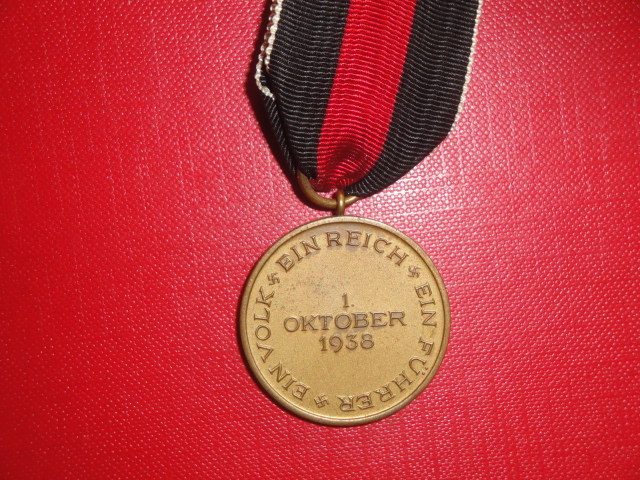 EIN VOLK EIN REICH EIN FÜHRER
1.
OKTOBER
1938